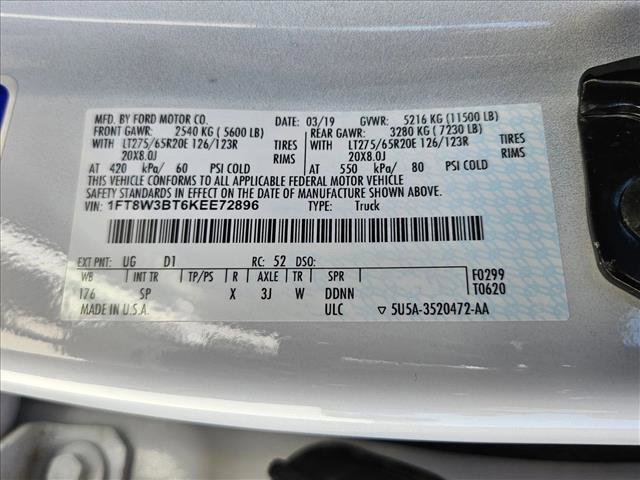 MFD. BY FORD MOTOR CO. DATE: 03/19 GVWR: 5216 KG (11500 LB)
FRONT GAWR: 2540 KG (5600 LB) REAR GAWR: 3280 KG (7230 LB)
WITH LT275/65R20E 126/123R TIRES WITH LT275/65R20E 126/123R TIRES
20X8.0J RIMS 20X8.0J RIMS
AT 420 kPa/ 60 PSI COLD AT 550 kPa/ 80 PSI COLD
THIS VEHICLE CONFORMS TO ALL APPLICABLE FEDERAL MOTOR VEHICLE
SAFETY STANDARDS IN EFFECT ON THE DATE OF MANUFACTURE SHOWN ABOVE.
VIN: 1FT8W3BT6KEE72896 TYPE: Truck
EXT PNT: UG D1 RC: 52 DSO:
WB INT TR TP/PS R AXLE TR SPR F0299
176 SP X 3J W DDNN T0620
MADE IN U.S.A. ULC ▽ 5U5A-3520472-AA